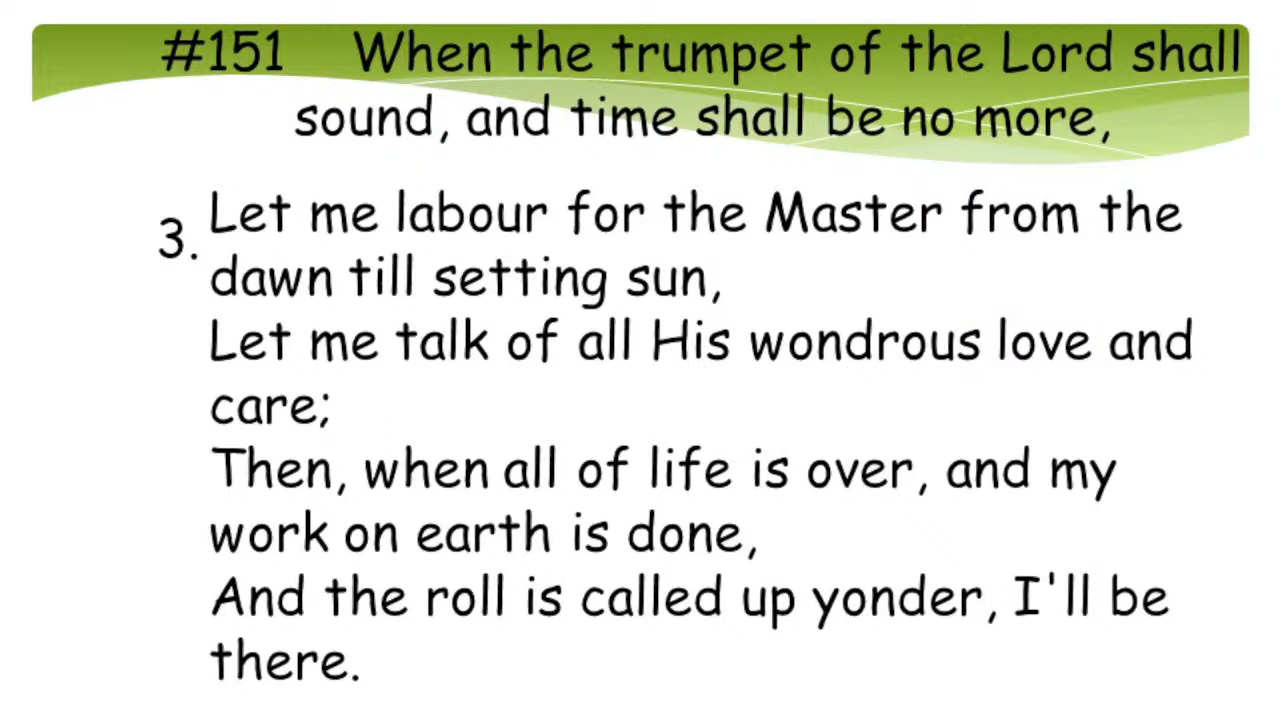 #151 When the trumpet of the Lord shall
sound, and time shall be no more,
3. Let me labour for the Master from the
dawn till setting sun,
Let me talk of all His wondrous love and
care;
Then, when all of life is over, and my
work on earth is done,
And the roll is called up yonder, I'll be
there.